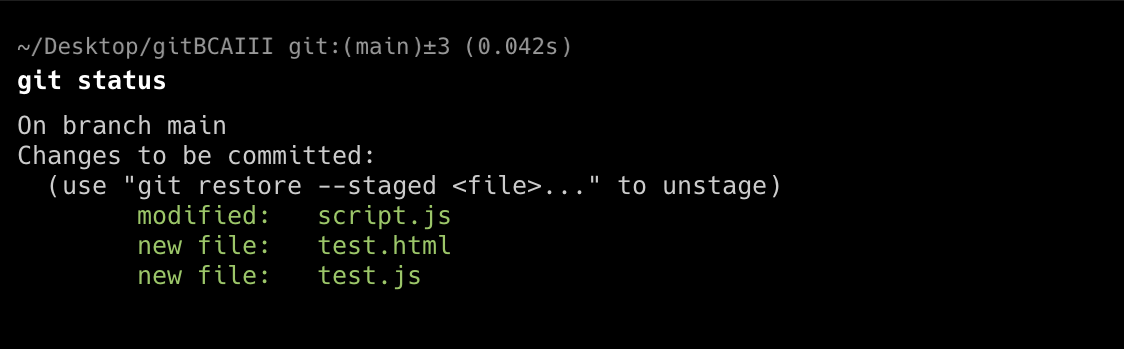 ~/Desktop/gitBCAIII git:(main)±3 (0.042s)
git status
On branch main
Changes to be committed:
  (use "git restore --staged <file>..." to unstage)
        modified:   script.js
        new file:   test.html
        new file:   test.js